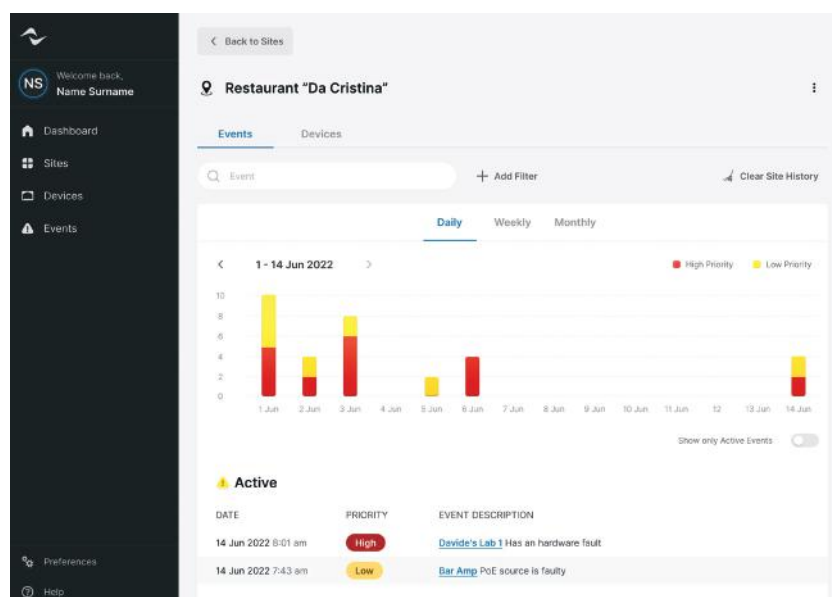 Back to Sites
NS
Welcome back,
Name Surname
Restaurant “Da Cristina”
Dashboard
Sites
Devices
Events
Events Devices
Event
Add Filter
Clear Site History
Daily Weekly Monthly
1 - 14 Jun 2022
High Priority Low Priority
10
8
6
4
2
0
1 Jun 2 Jun 3 Jun 4 Jun 5 Jun 6 Jun 7 Jun 8 Jun 9 Jun 10 Jun 11 Jun 12 13 Jun 14 Jun
Show only Active Events
Active
DATE PRIORITY EVENT DESCRIPTION
14 Jun 2022 8:01 am High Davide's Lab 1 Has an hardware fault
14 Jun 2022 7:43 am Low Bar Amp PoE source is faulty
Preferences
Help